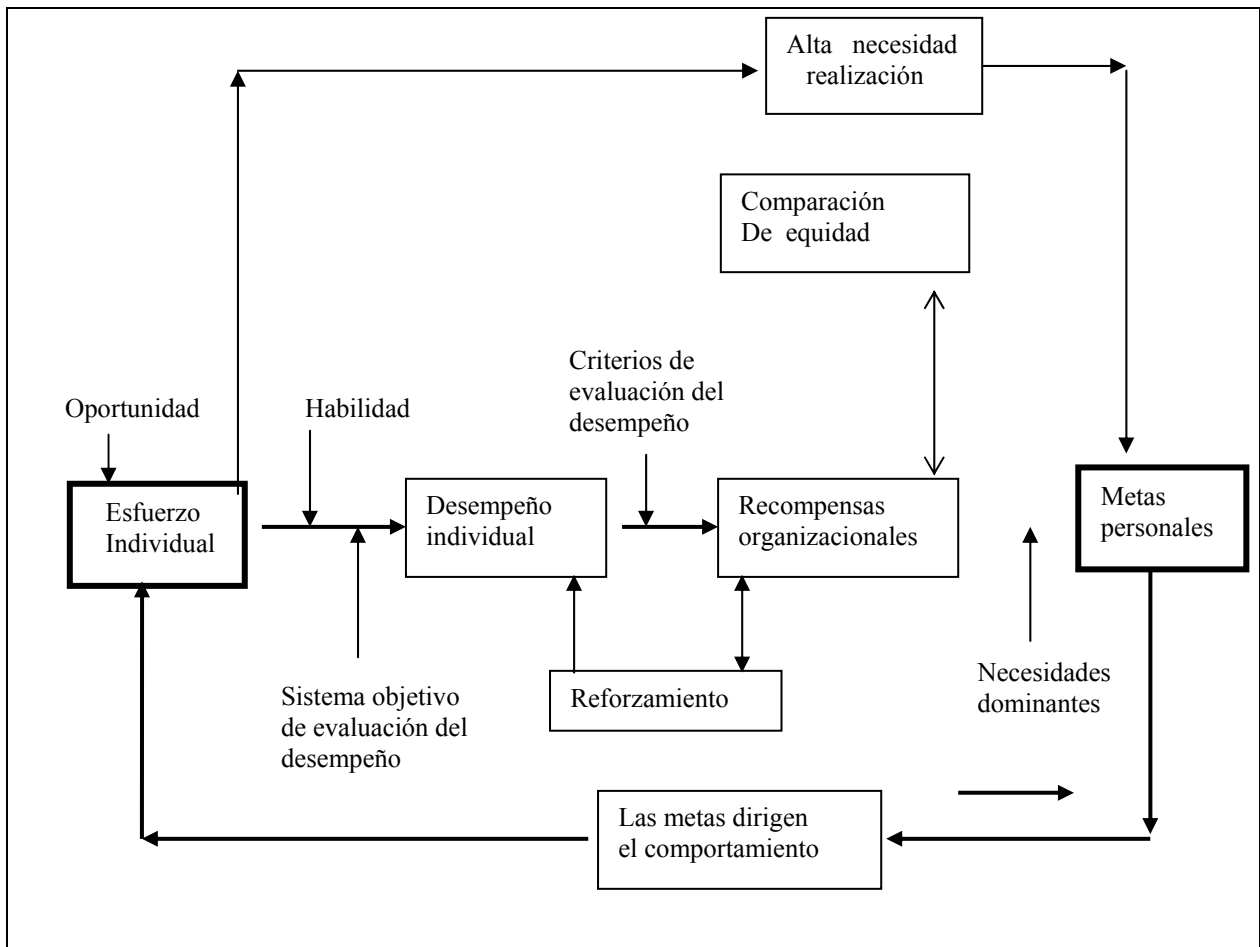 Alta necesidad
realización
Comparación
De equidad
Criterios de
evaluación del
desempeño
Oportunidad
Habilidad
Esfuerzo
Individual
Desempeño
individual
Recompensas
organizacionales
Metas
personales
Sistema objetivo
de evaluación del
desempeño
Reforzamiento
Necesidades
dominantes
Las metas dirigen
el comportamiento